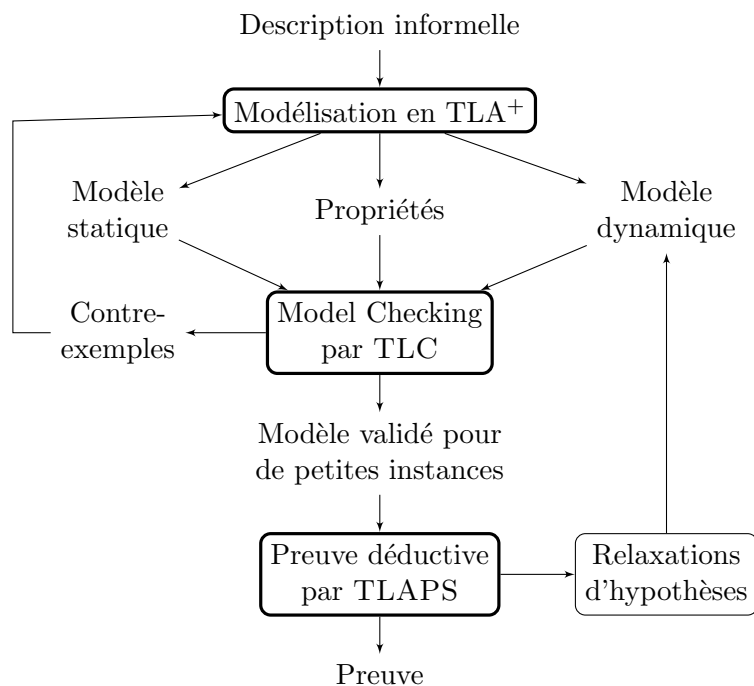 Description informelle
Modélisation en TLA⁺
Modèle
statique
Propriétés
Modèle
dynamique
Contre-
exemples
Model Checking
par TLC
Modèle validé pour
de petites instances
Preuve déductive
par TLAPS
Relaxations
d'hypothèses
Preuve